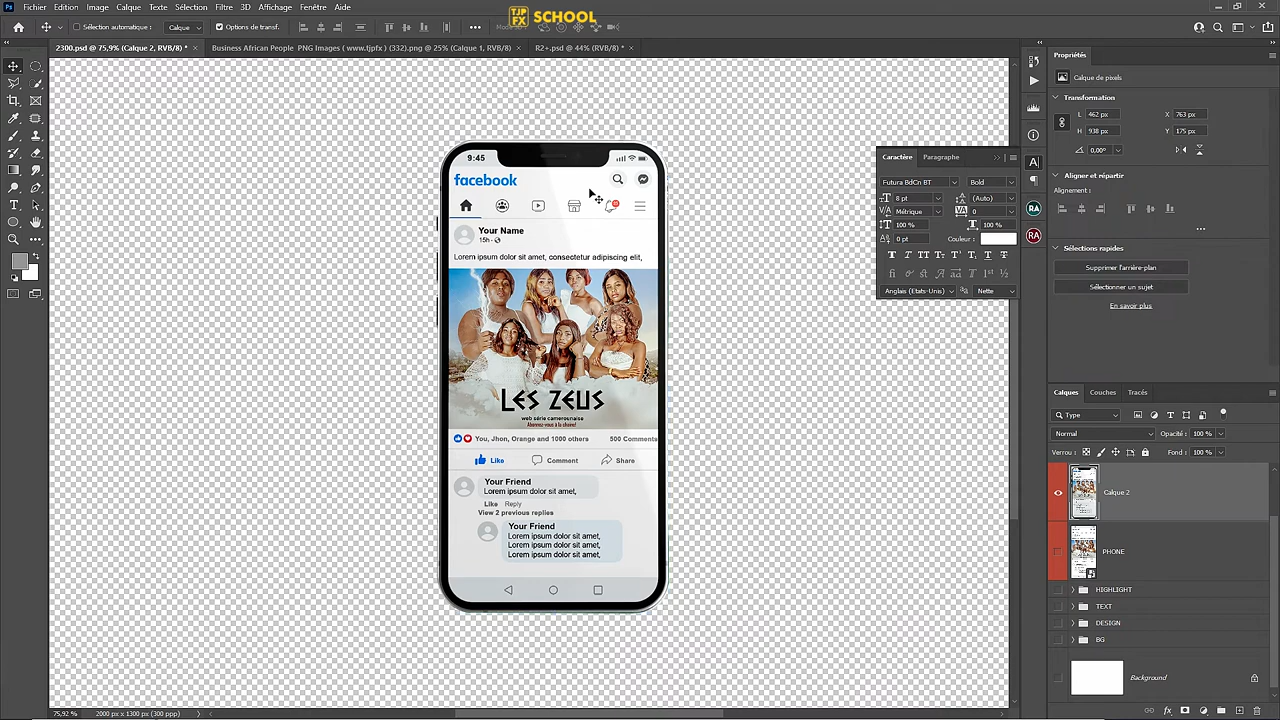 TJP FX SCHOOL
Fichier Edition Image Calque Texte Sélection Filtre 3D Affichage Fenêtre Aide
Sélection automatique : Calque Options de transf.
2300.psd @ 75,9% (Calque 2, RVB/8) * × Business African People PNG Images ( www.tjpfx ) (332).png @ 25% (Calque 1, RVB/8) × R2+.psd @ 44% (RVB/8) * ×
Propriétés
Calque de pixels
Transformation
L 462 px X 763 px
H 938 px Y 175 px
0,00°
Aligner et répartir
Alignement :
Sélections rapides
Supprimer l'arrière-plan
Sélectionner un sujet
En savoir plus
Caractère Paragraphe
Futura BdCn BT Bold
8 pt (Auto)
Métrique 0
100 % 100 %
0 pt Couleur :
Anglais (Etats-Unis) Nette
9:45
facebook
Your Name
15h
Lorem ipsum dolor sit amet, consectetur adipiscing elit,
LES ZEUS
web série camerounaise
Abonnez-vous à la chaîne!
You, Jhon, Orange and 1000 others 500 Comments
Like Comment Share
Your Friend
Lorem ipsum dolor sit amet,
Like Reply
View 2 previous replies
Your Friend
Lorem ipsum dolor sit amet,
Lorem ipsum dolor sit amet,
Lorem ipsum dolor sit amet,
Calques Couches Tracés
Type
Normal Opacité : 100 %
Verrou : Fond : 100 %
Calque 2
PHONE
HIGHLIGHT
TEXT
DESIGN
BG
Background
75,92 % 2000 px x 1300 px (300 ppp)